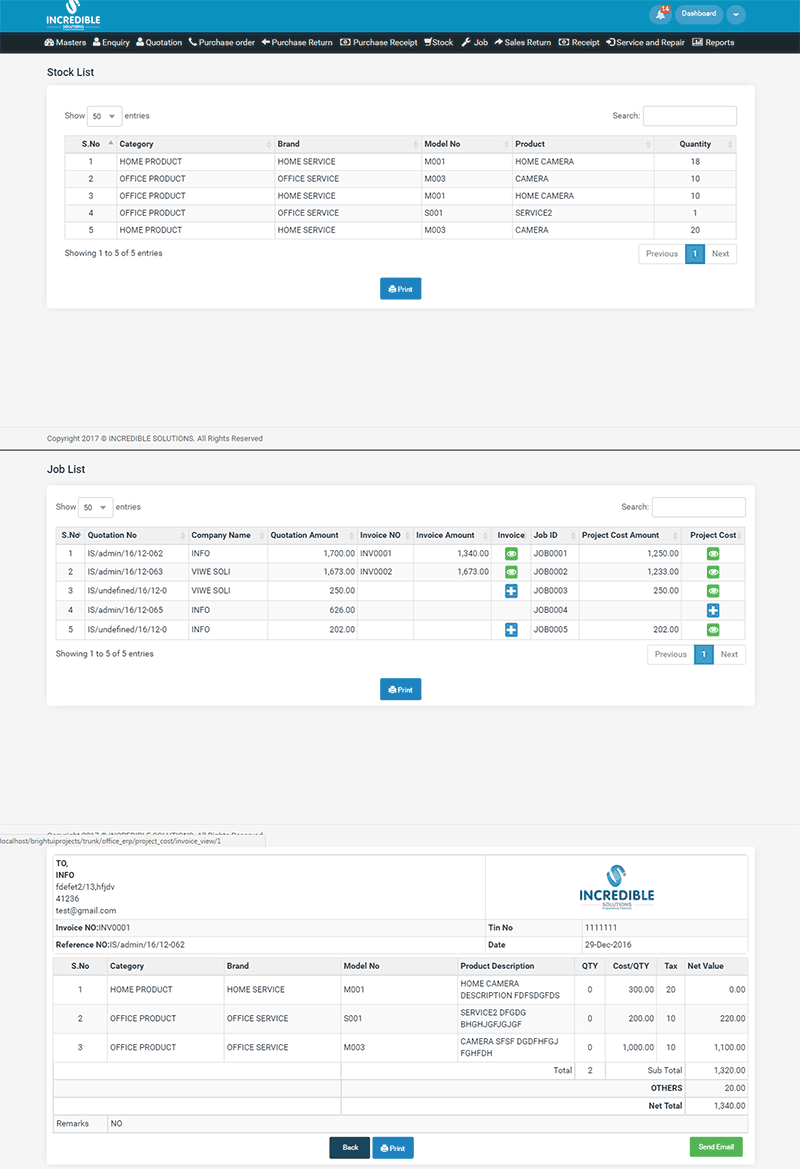 INCREDIBLE
SOLUTIONS
14
Dashboard
Masters Enquiry Quotation Purchase order Purchase Return Purchase Receipt Stock Job Sales Return Receipt Service and Repair Reports
Stock List
Show 50 entries Search:
S.No Category Brand Model No Product Quantity
1 HOME PRODUCT HOME SERVICE M001 HOME CAMERA 18
2 OFFICE PRODUCT OFFICE SERVICE M003 CAMERA 10
3 OFFICE PRODUCT HOME SERVICE M001 HOME CAMERA 10
4 OFFICE PRODUCT OFFICE SERVICE S001 SERVICE2 1
5 HOME PRODUCT HOME SERVICE M003 CAMERA 20
Showing 1 to 5 of 5 entries Previous 1 Next
Print
Copyright 2017 © INCREDIBLE SOLUTIONS. All Rights Reserved
Job List
Show 50 entries Search:
S.No Quotation No Company Name Quotation Amount Invoice NO Invoice Amount Invoice Job ID Project Cost Amount Project Cost
1 IS/admin/16/12-062 INFO 1,700.00 INV0001 1,340.00 JOB0001 1,250.00
2 IS/admin/16/12-063 VIWE SOLI 1,673.00 INV0002 1,673.00 JOB0002 1,233.00
3 IS/undefined/16/12-0 VIWE SOLI 250.00 JOB0003 250.00
4 IS/admin/16/12-065 INFO 626.00 JOB0004
5 IS/undefined/16/12-0 INFO 202.00 JOB0005 202.00
Showing 1 to 5 of 5 entries Previous 1 Next
Print
Copyright 2017 © INCREDIBLE SOLUTIONS. All Rights Reserved
localhost/brightuiprojects/trunk/office_erp/project_cost/invoice_view/1
TO,
INFO
fdefet2/13,hfjdv
41236
test@gmail.com
INCREDIBLE
SOLUTIONS
Invoice NO:INV0001 Tin No 1111111
Reference NO:IS/admin/16/12-062 Date 29-Dec-2016
S.No Category Brand Model No Product Description QTY Cost/QTY Tax Net Value
1 HOME PRODUCT HOME SERVICE M001 HOME CAMERA DESCRIPTION FDFSDGFDS 0 300.00 20 0.00
2 OFFICE PRODUCT OFFICE SERVICE S001 SERVICE2 DFGDG BHGHJGFJGJGF 0 200.00 10 220.00
3 OFFICE PRODUCT OFFICE SERVICE M003 CAMERA SFSF DGDFHFGJ FGHFDH 0 1,000.00 10 1,100.00
Total 2 Sub Total 1,320.00
OTHERS 20.00
Net Total 1,340.00
Remarks NO
Back Print Send Email